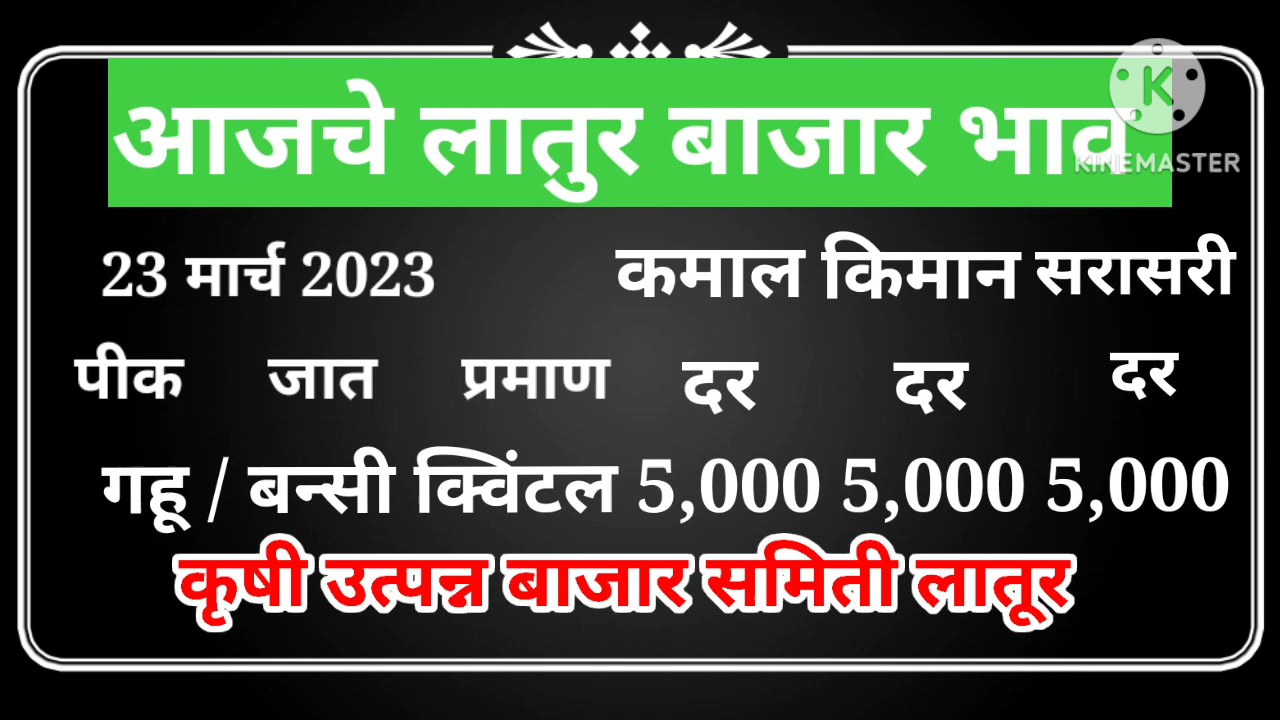 आजचे लातुर बाजार भाव
K
KINEMASTER
23 मार्च 2023 कमाल किमान सरासरी
पीक जात प्रमाण दर दर दर
गहू / बन्सी क्विंटल 5,000 5,000 5,000
कृषी उत्पन्न बाजार समिती लातूर